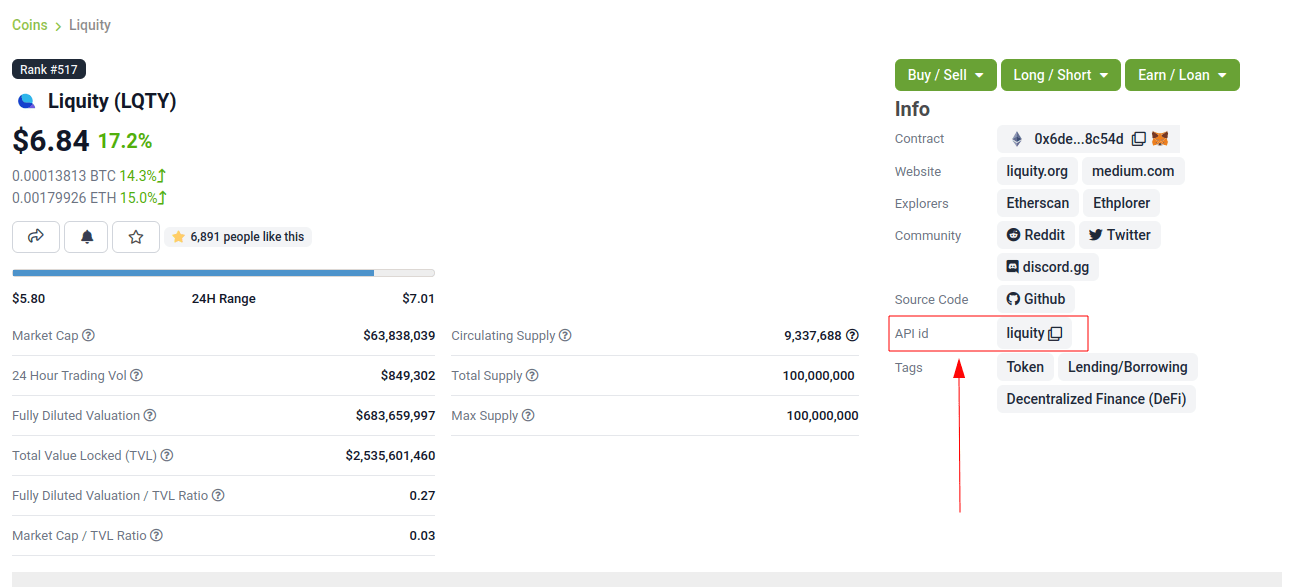 Coins > Liquity
Rank #517
Liquity (LQTY)
$6.84 17.2%
0.00013813 BTC 14.3%
0.00179926 ETH 15.0%
6,891 people like this
$5.80 24H Range $7.01
Market Cap $63,838,039
24 Hour Trading Vol $849,302
Fully Diluted Valuation $683,659,997
Total Value Locked (TVL) $2,535,601,460
Fully Diluted Valuation / TVL Ratio 0.27
Market Cap / TVL Ratio 0.03
Circulating Supply 9,337,688
Total Supply 100,000,000
Max Supply 100,000,000
Buy / Sell Long / Short Earn / Loan
Info
Contract 0x6de...8c54d
Website liquity.org medium.com
Explorers Etherscan Ethplorer
Community Reddit Twitter
discord.gg
Source Code Github
API id liquity
Tags Token Lending/Borrowing
Decentralized Finance (DeFi)